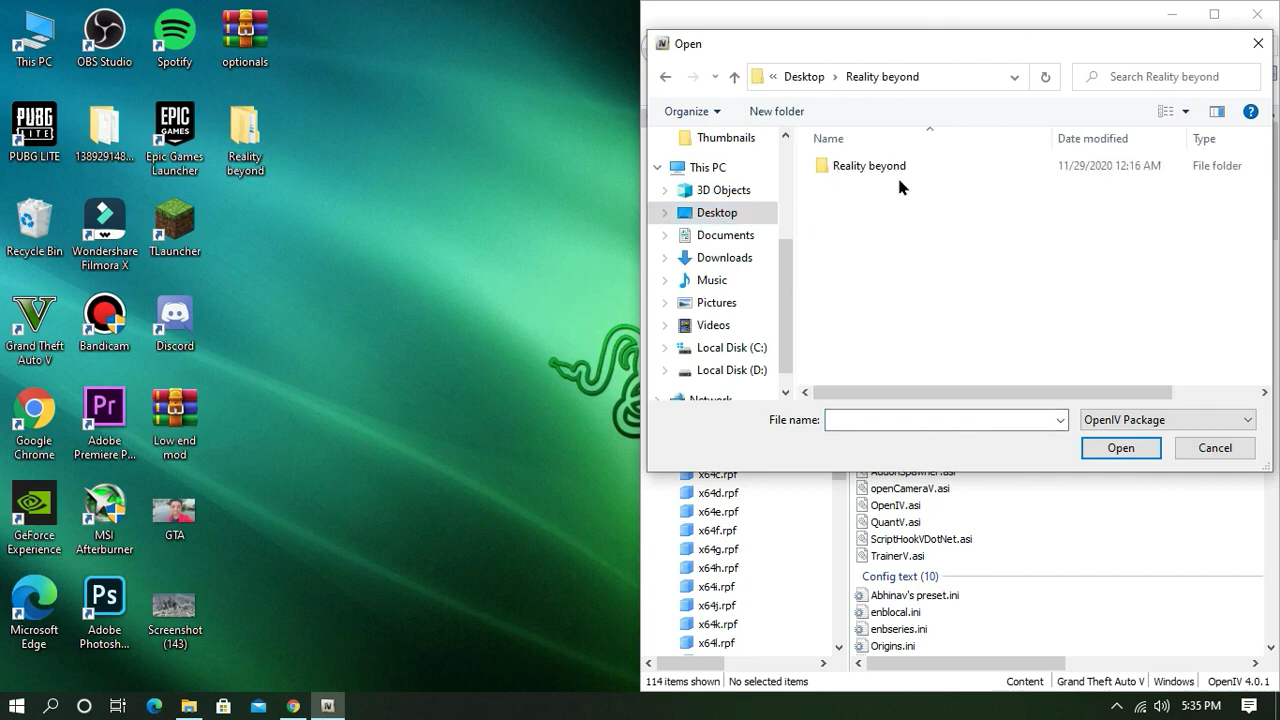 This PC
OBS Studio
Spotify
optionals
PUBG LITE
138929148...
Epic Games
Launcher
Reality
beyond
Recycle Bin
Wondershare
Filmora X
TLauncher
Grand Theft
Auto V
Bandicam
Discord
Google
Chrome
Adobe
Premiere P...
Low end
mod
GeForce
Experience
MSI
Afterburner
GTA
Microsoft
Edge
Adobe
Photosh...
Screenshot
(143)
Open
« Desktop › Reality beyond
Search Reality beyond
Organize
New folder
Name
Date modified
Type
Thumbnails
This PC
3D Objects
Desktop
Documents
Downloads
Music
Pictures
Videos
Local Disk (C:)
Local Disk (D:)
Network
Reality beyond
11/29/2020 12:16 AM
File folder
File name:
OpenIV Package
Open
Cancel
x64c.rpf
x64d.rpf
x64e.rpf
x64f.rpf
x64g.rpf
x64h.rpf
x64i.rpf
x64j.rpf
x64k.rpf
x64l.rpf
AddonSpawner.asi
openCameraV.asi
OpenIV.asi
QuantV.asi
ScriptHookVDotNet.asi
TrainerV.asi
Config text (10)
Abhinav's preset.ini
enblocal.ini
enbseries.ini
Origins.ini
114 items shown
No selected items
Content
Grand Theft Auto V
Windows
OpenIV 4.0.1
5:35 PM